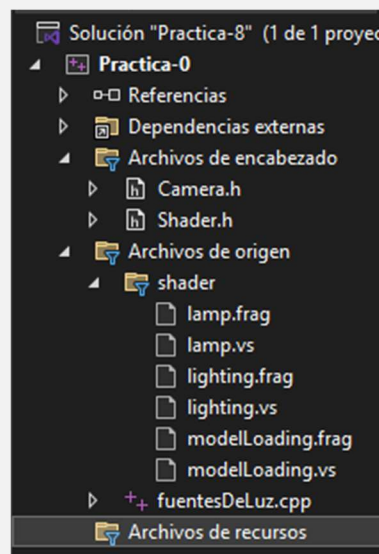 Solución "Practica-8" (1 de 1 proyec
Practica-0
Referencias
Dependencias externas
Archivos de encabezado
Camera.h
Shader.h
Archivos de origen
shader
lamp.frag
lamp.vs
lighting.frag
lighting.vs
modelLoading.frag
modelLoading.vs
fuentesDeLuz.cpp
Archivos de recursos